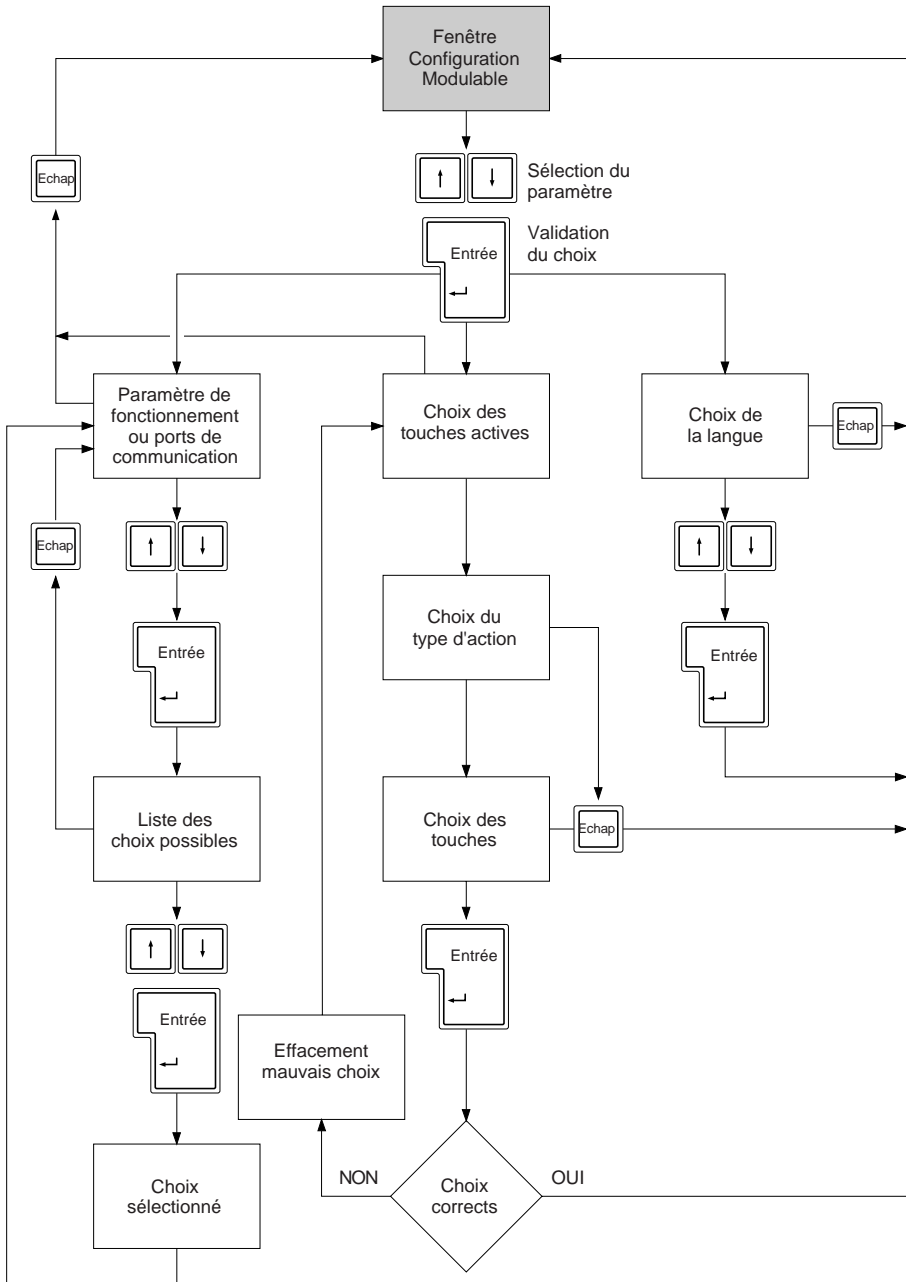 Fenêtre
Configuration
Modulable
Echap
Sélection du
paramètre
Validation
du choix
Entrée
Paramètre de
fonctionnement
ou ports de
communication
Choix des
touches actives
Choix de
la langue
Echap
Echap
Entrée
Choix du
type d'action
Entrée
Liste des
choix possibles
Choix des
touches
Echap
Entrée
Entrée
Effacement
mauvais choix
Choix
sélectionné
NON
Choix
corrects
OUI